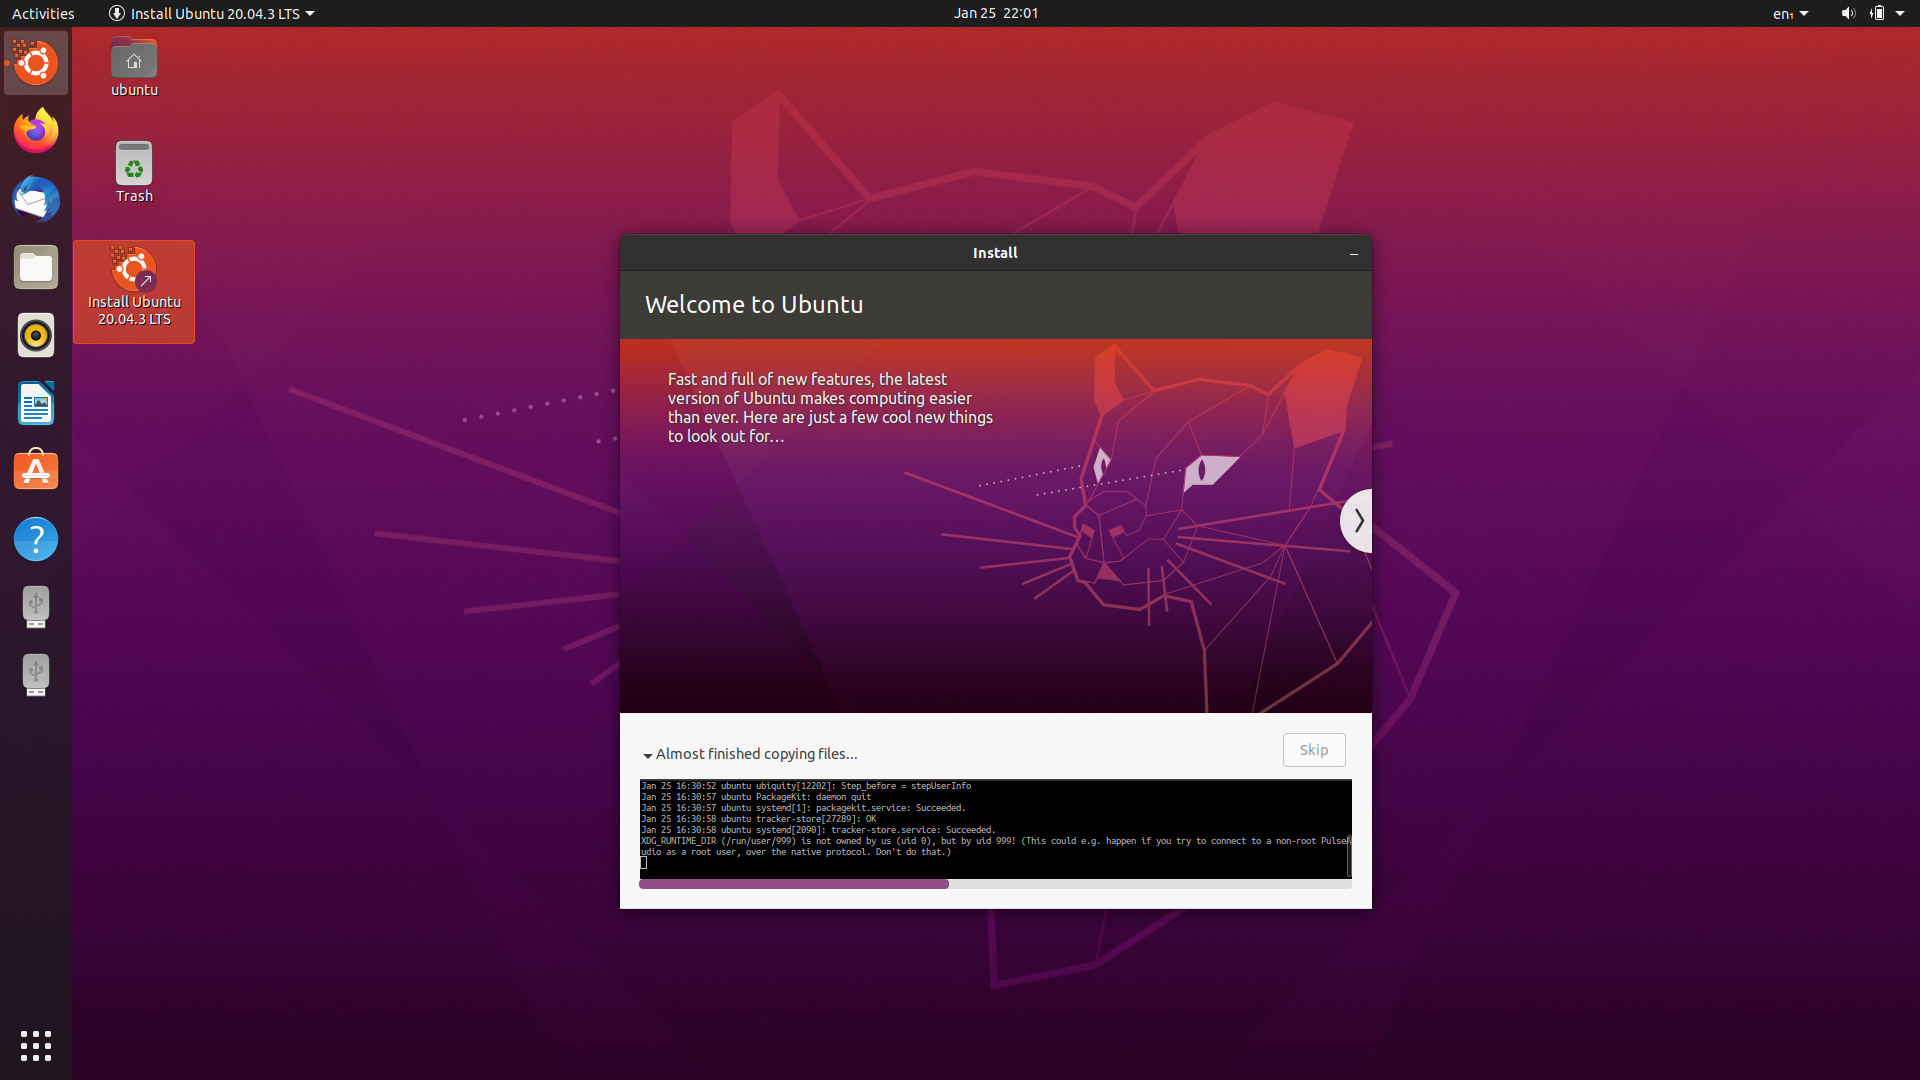 Activities
Install Ubuntu 20.04.3 LTS
Jan 25 22:01
en₁
ubuntu
Trash
Install Ubuntu
20.04.3 LTS
Install
Welcome to Ubuntu
Fast and full of new features, the latest
version of Ubuntu makes computing easier
than ever. Here are just a few cool new things
to look out for…
Almost finished copying files...
Skip
Jan 25 16:30:52 ubuntu ubiquity[12202]: Step_before = stepUserInfo
Jan 25 16:30:57 ubuntu PackageKit: daemon quit
Jan 25 16:30:57 ubuntu systemd[1]: packagekit.service: Succeeded.
Jan 25 16:30:58 ubuntu tracker-store[27289]: OK
Jan 25 16:30:58 ubuntu systemd[2090]: tracker-store.service: Succeeded.
XDG_RUNTIME_DIR (/run/user/999) is not owned by us (uid 0), but by uid 999! (This could e.g. happen if you try to connect to a non-root PulseA
udio as a root user, over the native protocol. Don't do that.)